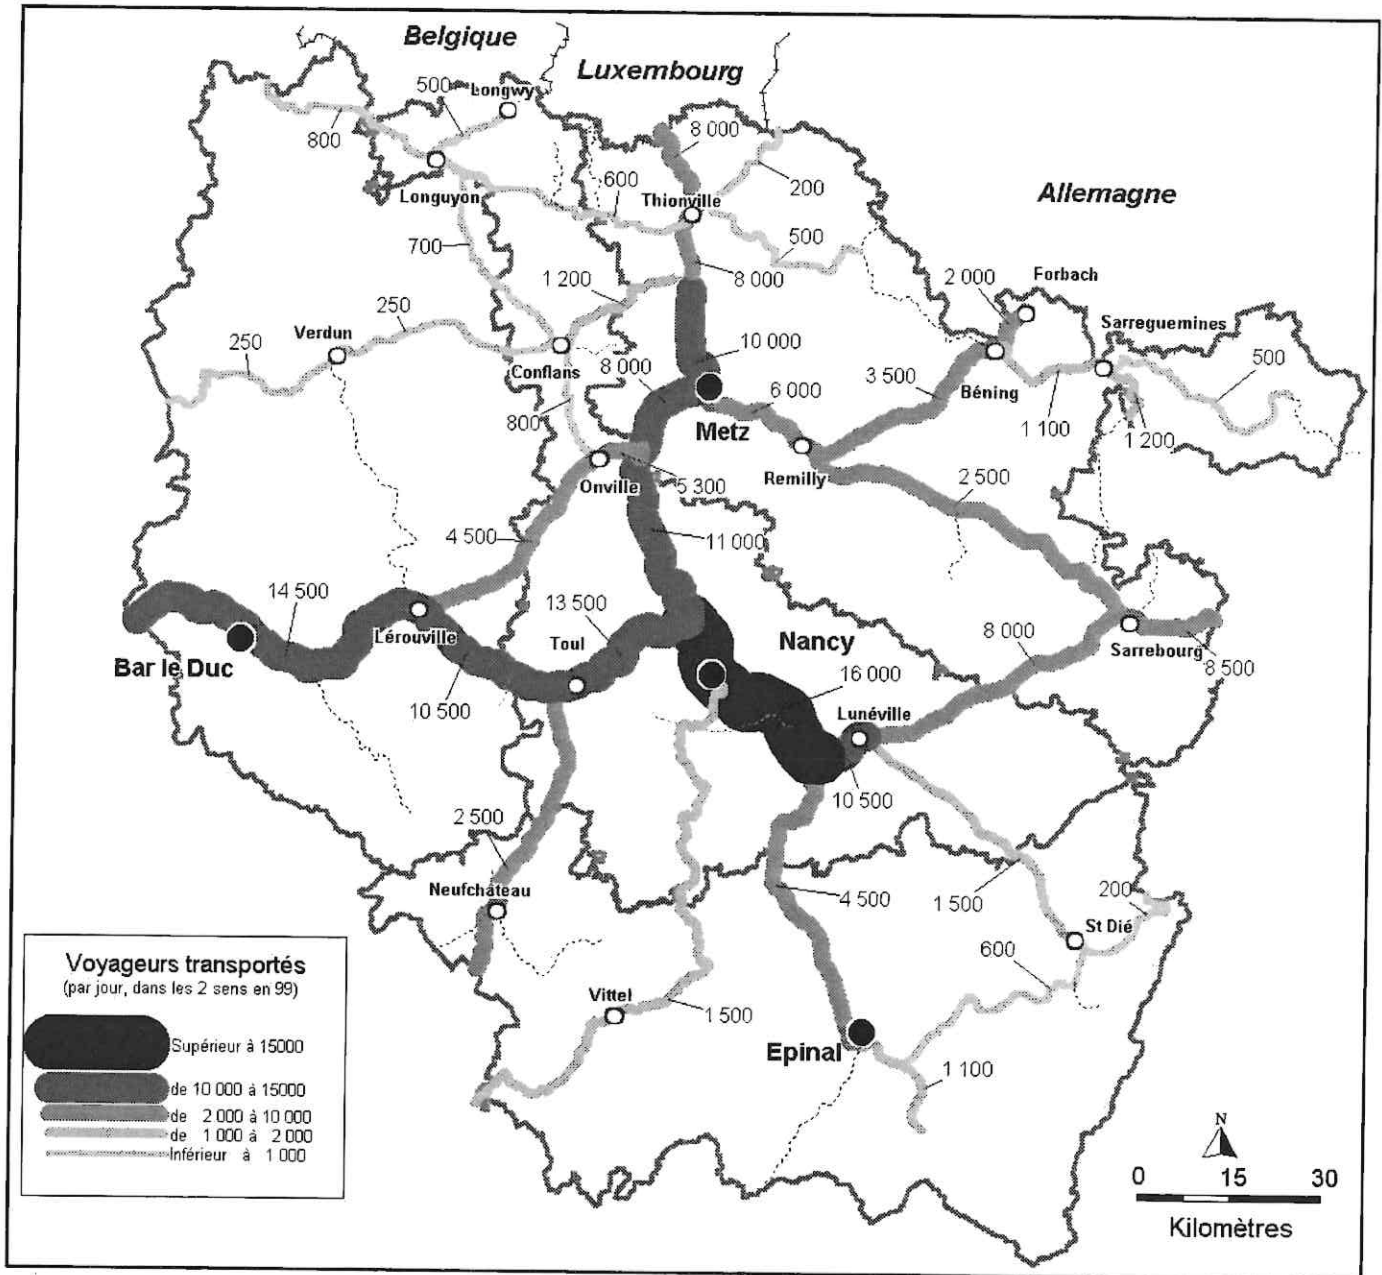 Belgique
Luxembourg
Allemagne
500
Longwy
800
8 000
200
Longuyon
600
Thionville
500
700
8 000
1 200
2 000
Forbach
Sarreguemines
250
250
Verdun
500
Conflans
8 000
10 000
6 000
3 500
Béning
1 100
1 200
800
Metz
Remilly
Onville
5 300
2 500
4 500
11 000
14 500
13 500
Lérouville
Toul
Nancy
8 000
Sarrebourg
8 500
Bar le Duc
10 500
16 000
Lunéville
10 500
2 500
Neufchâteau
4 500
1 500
200
St Dié
600
Vittel
1 500
Epinal
1 100
Voyageurs transportés
(par jour, dans les 2 sens en 99)
Supérieur à 15000
de 10 000 à 15000
de 2 000 à 10 000
de 1 000 à 2 000
Inférieur à 1 000
N
0 15 30
Kilomètres